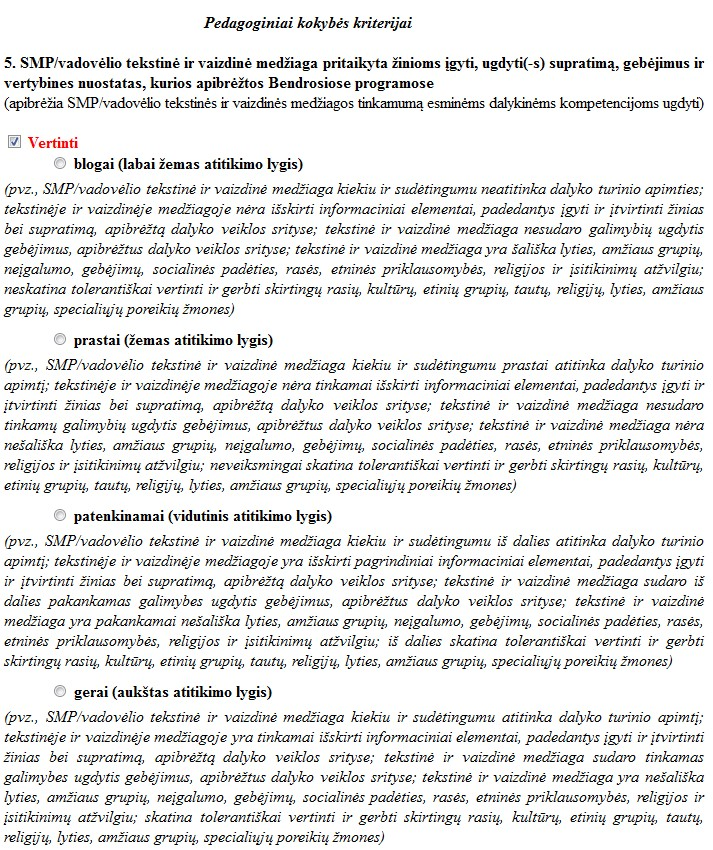 Pedagoginiai kokybės kriterijai
5. SMP/vadovėlio tekstinė ir vaizdinė medžiaga pritaikyta žinioms įgyti, ugdyti(-s) supratimą, gebėjimus ir
vertybines nuostatas, kurios apibrėžtos Bendrosiose programose
(apibrėžia SMP/vadovėlio tekstinės ir vaizdinės medžiagos tinkamumą esminėms dalykinėms kompetencijoms ugdyti)
Vertinti
blogai (labai žemas atitikimo lygis)
(pvz., SMP/vadovėlio tekstinė ir vaizdinė medžiaga kiekiu ir sudėtingumu neatitinka dalyko turinio apimties;
tekstinėje ir vaizdinėje medžiagoje nėra išskirti informaciniai elementai, padedantys įgyti ir įtvirtinti žinias
bei supratimą, apibrėžtą dalyko veiklos srityse; tekstinė ir vaizdinė medžiaga nesudaro galimybių ugdytis
gebėjimus, apibrėžtus dalyko veiklos srityse; tekstinė ir vaizdinė medžiaga yra šališka lyties, amžiaus grupių,
neįgalumo, gebėjimų, socialinės padėties, rasės, etninės priklausomybės, religijos ir įsitikinimų atžvilgiu;
neskatina tolerantiškai vertinti ir gerbti skirtingų rasių, kultūrų, etinių grupių, tautų, religijų, lyties, amžiaus
grupių, specialiųjų poreikių žmones)
prastai (žemas atitikimo lygis)
(pvz., SMP/vadovėlio tekstinė ir vaizdinė medžiaga kiekiu ir sudėtingumu prastai atitinka dalyko turinio
apimtį; tekstinėje ir vaizdinėje medžiagoje nėra tinkamai išskirti informaciniai elementai, padedantys įgyti ir
įtvirtinti žinias bei supratimą, apibrėžtą dalyko veiklos srityse; tekstinė ir vaizdinė medžiaga nesudaro
tinkamų galimybių ugdytis gebėjimus, apibrėžtus dalyko veiklos srityse; tekstinė ir vaizdinė medžiaga nėra
nešališka lyties, amžiaus grupių, neįgalumo, gebėjimų, socialinės padėties, rasės, etninės priklausomybės,
religijos ir įsitikinimų atžvilgiu; neveiksmingai skatina tolerantiškai vertinti ir gerbti skirtingų rasių, kultūrų,
etinių grupių, tautų, religijų, lyties, amžiaus grupių, specialiųjų poreikių žmones)
patenkinamai (vidutinis atitikimo lygis)
(pvz., SMP/vadovėlio tekstinė ir vaizdinė medžiaga kiekiu ir sudėtingumu iš dalies atitinka dalyko turinio
apimtį; tekstinėje ir vaizdinėje medžiagoje yra išskirti pagrindiniai informaciniai elementai, padedantys įgyti
ir įtvirtinti žinias bei supratimą, apibrėžtą dalyko veiklos srityse; tekstinė ir vaizdinė medžiaga sudaro iš
dalies pakankamas galimybes ugdytis gebėjimus, apibrėžtus dalyko veiklos srityse; tekstinė ir vaizdinė
medžiaga yra pakankamai nešališka lyties, amžiaus grupių, neįgalumo, gebėjimų, socialinės padėties, rasės,
etninės priklausomybės, religijos ir įsitikinimų atžvilgiu; iš dalies skatina tolerantiškai vertinti ir gerbti
skirtingų rasių, kultūrų, etinių grupių, tautų, religijų, lyties, amžiaus grupių, specialiųjų poreikių žmones)
gerai (aukštas atitikimo lygis)
(pvz., SMP/vadovėlio tekstinė ir vaizdinė medžiaga kiekiu ir sudėtingumu atitinka dalyko turinio apimtį;
tekstinėje ir vaizdinėje medžiagoje yra tinkamai išskirti informaciniai elementai, padedantys įgyti ir įtvirtinti
žinias bei supratimą, apibrėžtą dalyko veiklos srityse; tekstinė ir vaizdinė medžiaga sudaro tinkamas
galimybes ugdytis gebėjimus, apibrėžtus dalyko veiklos srityse; tekstinė ir vaizdinė medžiaga yra nešališka
lyties, amžiaus grupių, neįgalumo, gebėjimų, socialinės padėties, rasės, etninės priklausomybės, religijos ir
įsitikinimų atžvilgiu; skatina tolerantiškai vertinti ir gerbti skirtingų rasių, kultūrų, etinių grupių, tautų,
religijų, lyties, amžiaus grupių, specialiųjų poreikių žmones)